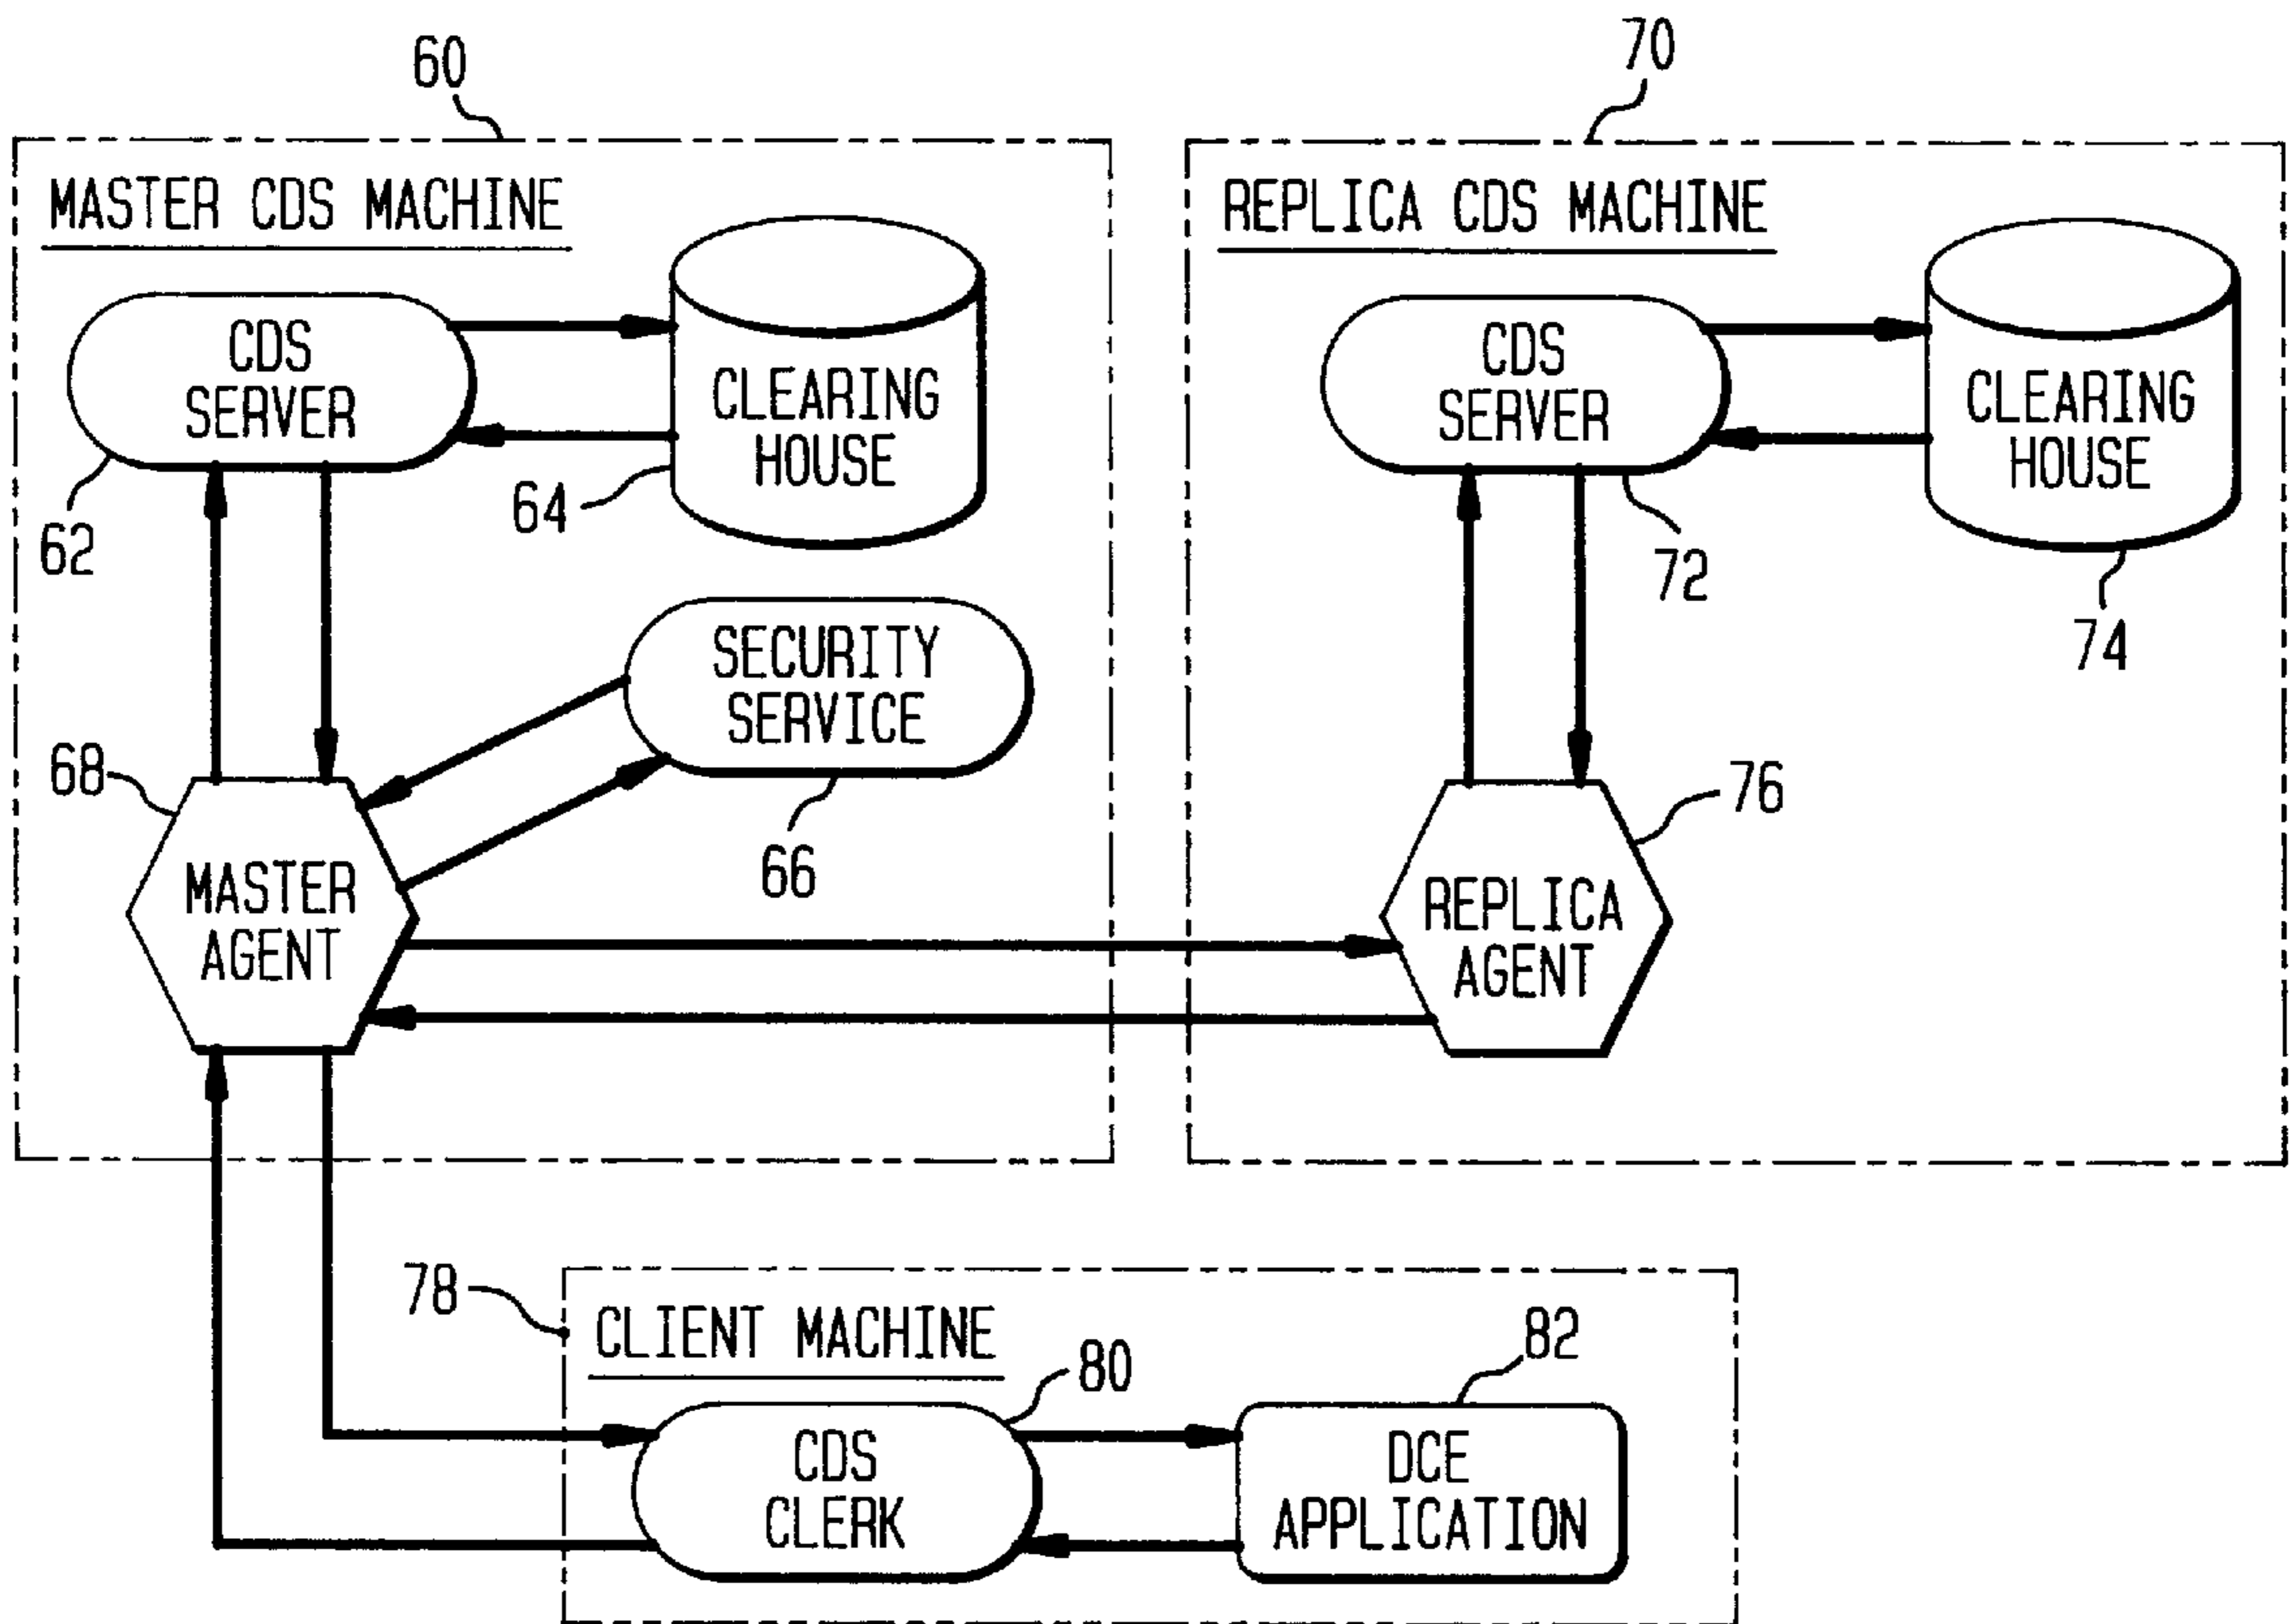 60
70
MASTER CDS MACHINE
REPLICA CDS MACHINE
CDS
SERVER
CLEARING
HOUSE
62
64
CDS
SERVER
CLEARING
HOUSE
72
74
SECURITY
SERVICE
66
68
MASTER
AGENT
76
REPLICA
AGENT
78
CLIENT MACHINE
80
82
CDS
CLERK
DCE
APPLICATION